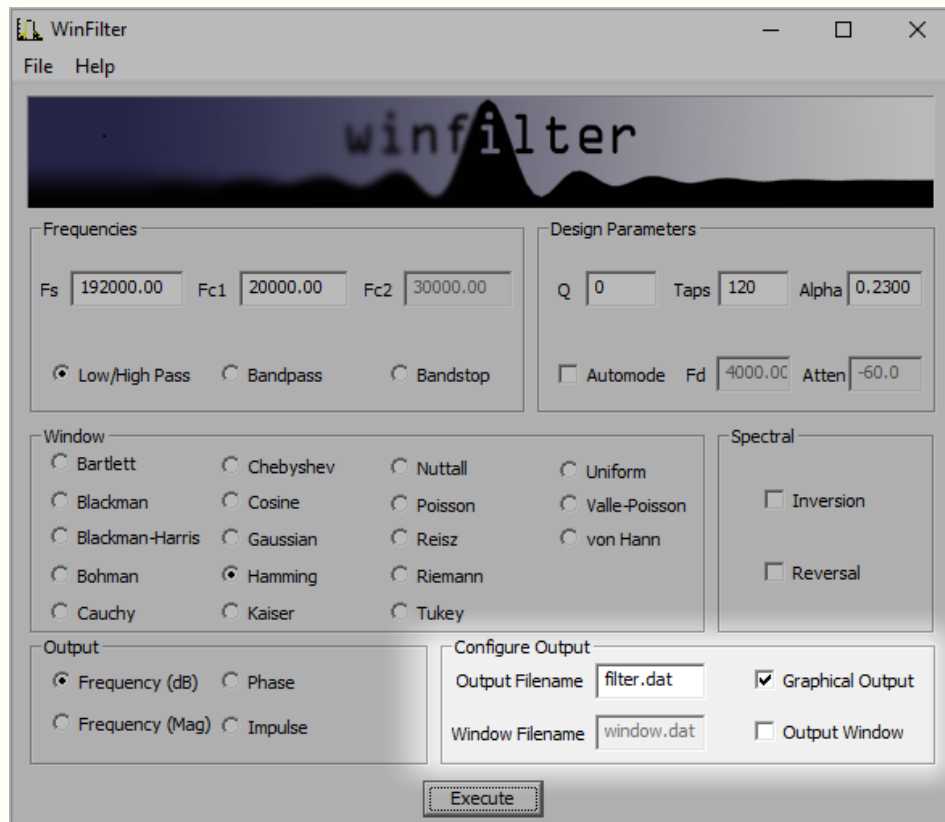 WinFilter
File Help
winfilter
Frequencies
Fs 192000.00 Fc1 20000.00 Fc2 30000.00
Low/High Pass Bandpass Bandstop
Design Parameters
Q 0 Taps 120 Alpha 0.2300
Automode Fd 4000.00 Atten -60.0
Window
Bartlett Chebyshev Nuttall Uniform
Blackman Cosine Poisson Valle-Poisson
Blackman-Harris Gaussian Reisz von Hann
Bohman Hamming Riemann
Cauchy Kaiser Tukey
Spectral
Inversion
Reversal
Output
Frequency (dB) Phase
Frequency (Mag) Impulse
Configure Output
Output Filename filter.dat Graphical Output
Window Filename window.dat Output Window
Execute